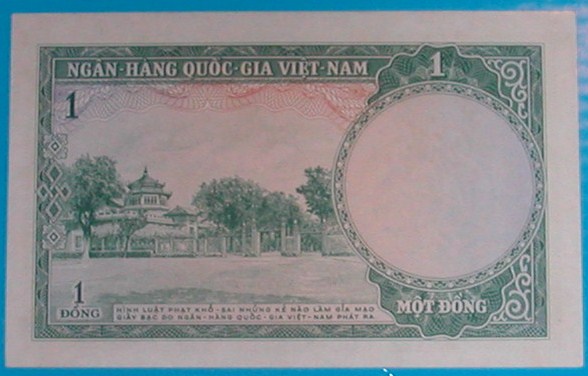 NGÂN-HÀNG QUỐC-GIA VIỆT-NAM
1
1
1
ĐỒNG
HÌNH LUẬT PHẠT KHỔ-SAI NHỮNG KẺ NÀO LÀM GIẢ MẠO
GIẤY BẠC DO NGÂN-HÀNG QUỐC-GIA VIỆT-NAM PHÁT RA
MỘT ĐỒNG